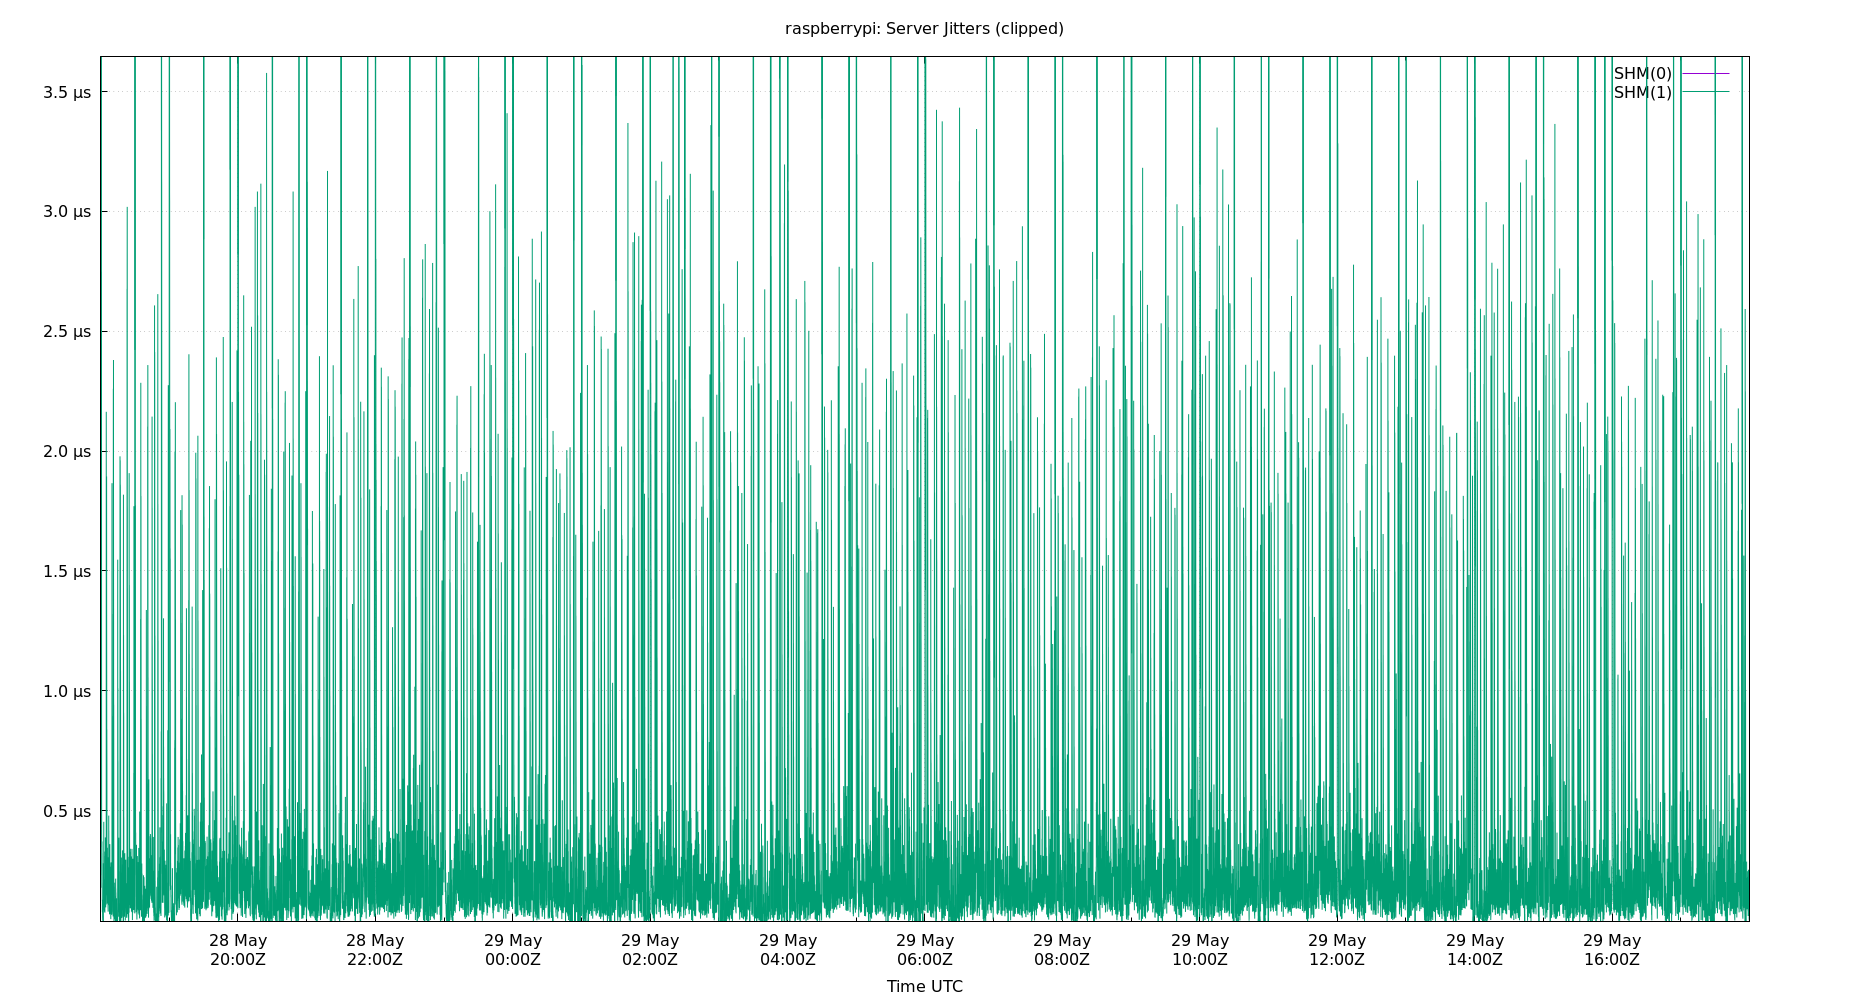 raspberrypi: Server Jitters (clipped)
SHM(0)
SHM(1)
3.5 µs
3.0 µs
2.5 µs
2.0 µs
1.5 µs
1.0 µs
0.5 µs
28 May 28 May 29 May 29 May 29 May 29 May 29 May 29 May 29 May 29 May 29 May
20:00Z 22:00Z 00:00Z 02:00Z 04:00Z 06:00Z 08:00Z 10:00Z 12:00Z 14:00Z 16:00Z
Time UTC